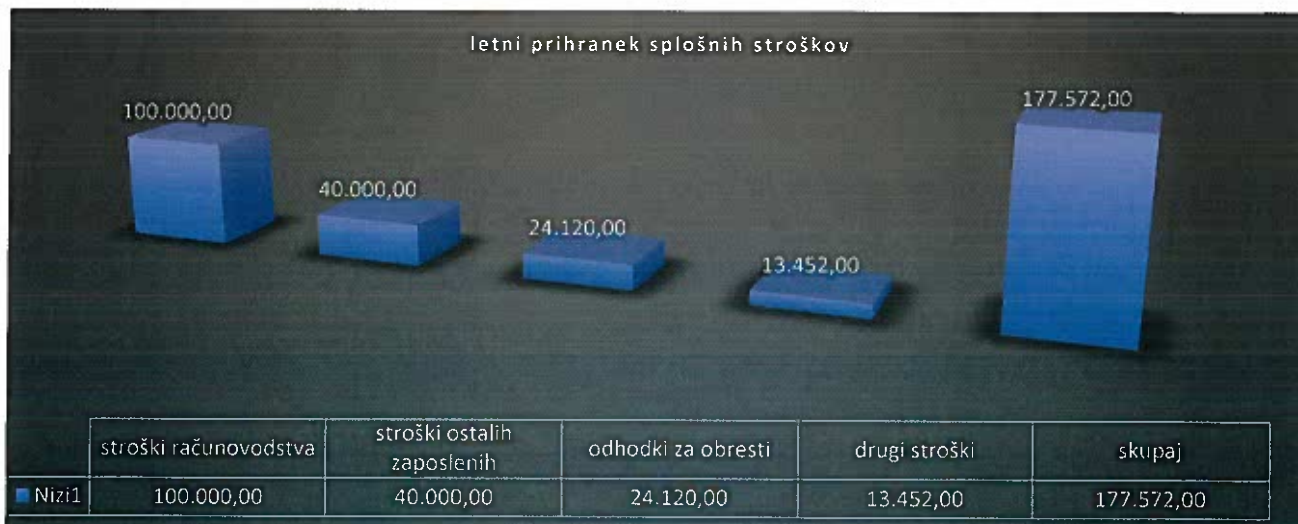 letni prihranek splošnih stroškov
100.000,00
40.000,00
24.120,00
13.452,00
177.572,00
stroški računovodstva
stroški ostalih
zaposlenih
odhodki za obresti
drugi stroški
skupaj
Nizi1 100.000,00 40.000,00 24.120,00 13.452,00 177.572,00